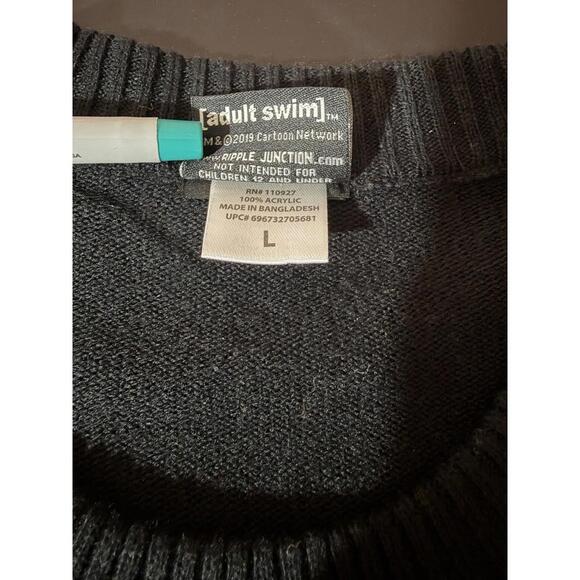 [adult swim]™
M & ©2019 Cartoon Network
RIPPLE JUNCTION.com
NOT INTENDED FOR
CHILDREN 12 AND UNDER
RN# 110927
100% ACRYLIC
MADE IN BANGLADESH
UPC# 696732705681
L